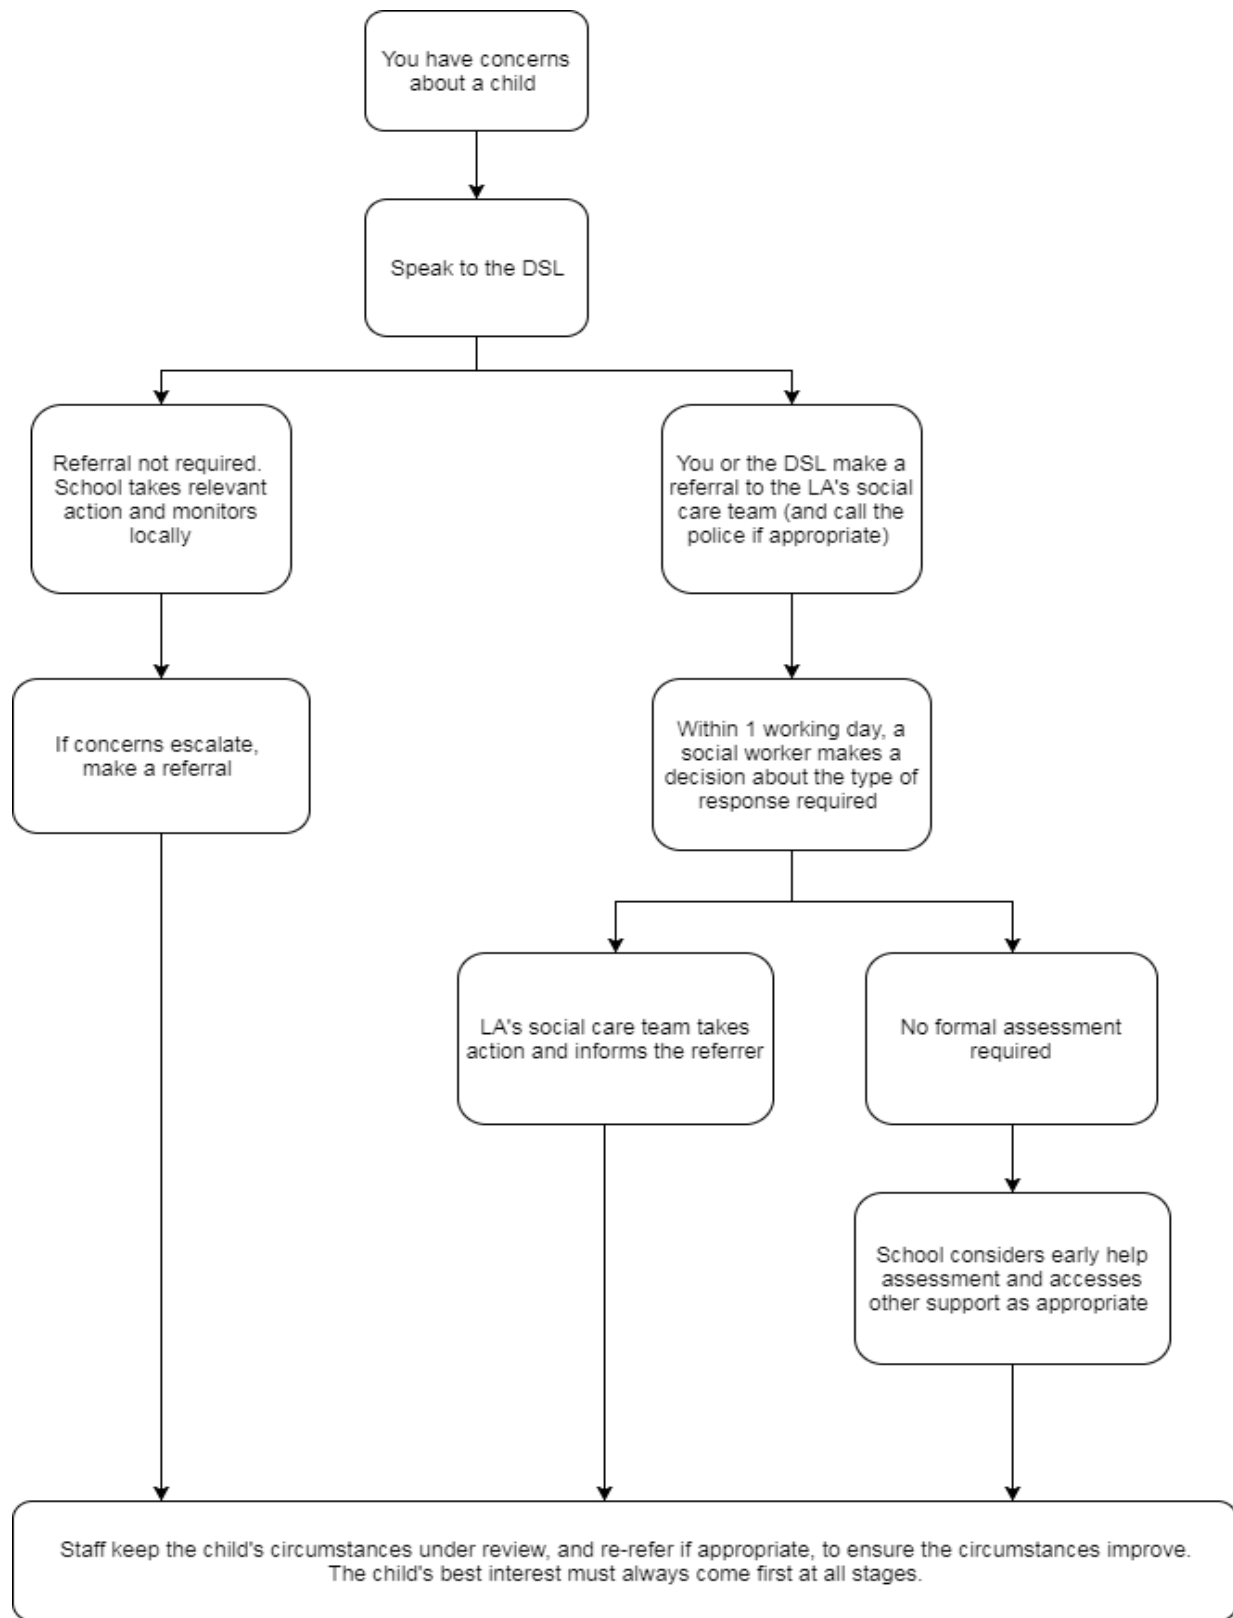 You have concerns
about a child
Speak to the DSL
Referral not required.
School takes relevant
action and monitors
locally
You or the DSL make a
referral to the LA's social
care team (and call the
police if appropriate)
If concerns escalate,
make a referral
Within 1 working day, a
social worker makes a
decision about the type of
response required
LA's social care team takes
action and informs the referrer
No formal assessment
required
School considers early help
assessment and accesses
other support as appropriate
Staff keep the child's circumstances under review, and re-refer if appropriate, to ensure the circumstances improve.
The child's best interest must always come first at all stages.